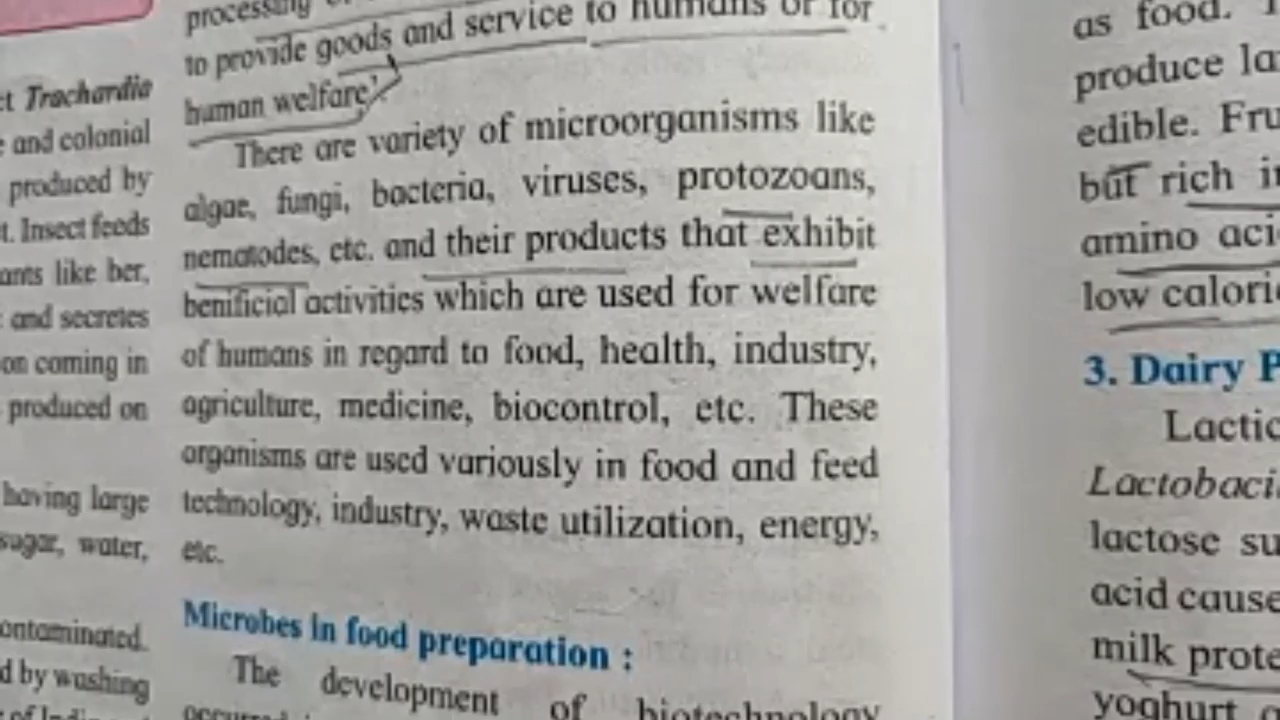 ct Trachardia
and colonial
produced by
t. Insect feeds
ants like ber,
and secretes
on coming in
produced on
having large
sugar, water,
ontaminated.
d by washing
processing
to provide goods and service to humans or for
human welfare'.
There are variety of microorganisms like
algae, fungi, bacteria, viruses, protozoans,
nematodes, etc. and their products that exhibit
benificial activities which are used for welfare
of humans in regard to food, health, industry,
agriculture, medicine, biocontrol, etc. These
organisms are used variously in food and feed
technology, industry, waste utilization, energy,
etc.
Microbes in food preparation :
The development of biotechnology
as food.
produce la
edible. Fru
but rich i
amino aci
low calori
3. Dairy P
Lactic
Lactobaci
lactose su
acid cause
milk prote
yoghurt